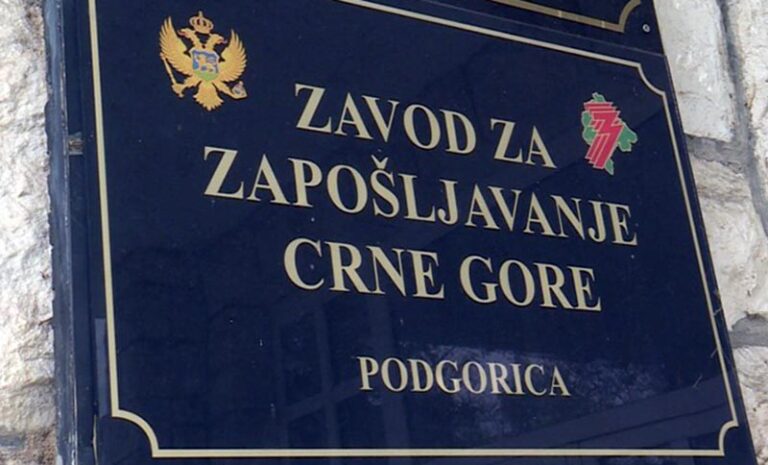 ZAVOD ZA
ZAPOŠLJAVANJE
CRNE GORE
PODGORICA